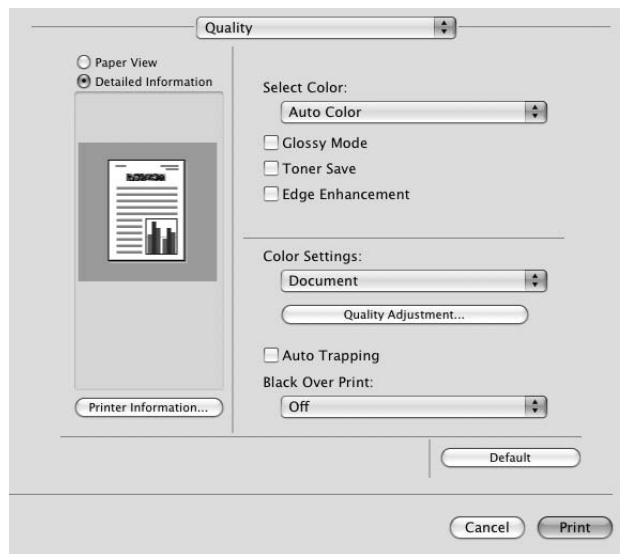 Quality
Paper View
Detailed Information
Printer Information...
Select Color:
Auto Color
Glossy Mode
Toner Save
Edge Enhancement
Color Settings:
Document
Quality Adjustment...
Auto Trapping
Black Over Print:
Off
Default
Cancel Print